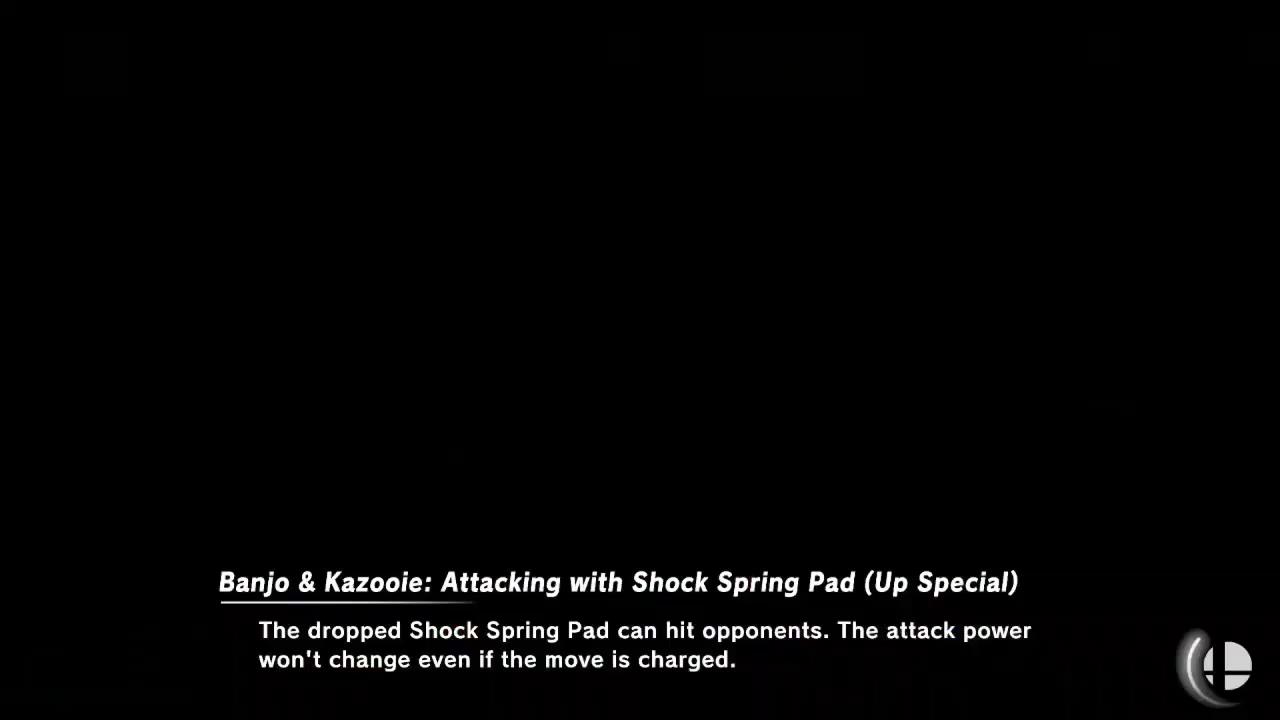 Banjo & Kazooie: Attacking with Shock Spring Pad (Up Special)
The dropped Shock Spring Pad can hit opponents. The attack power
won't change even if the move is charged.